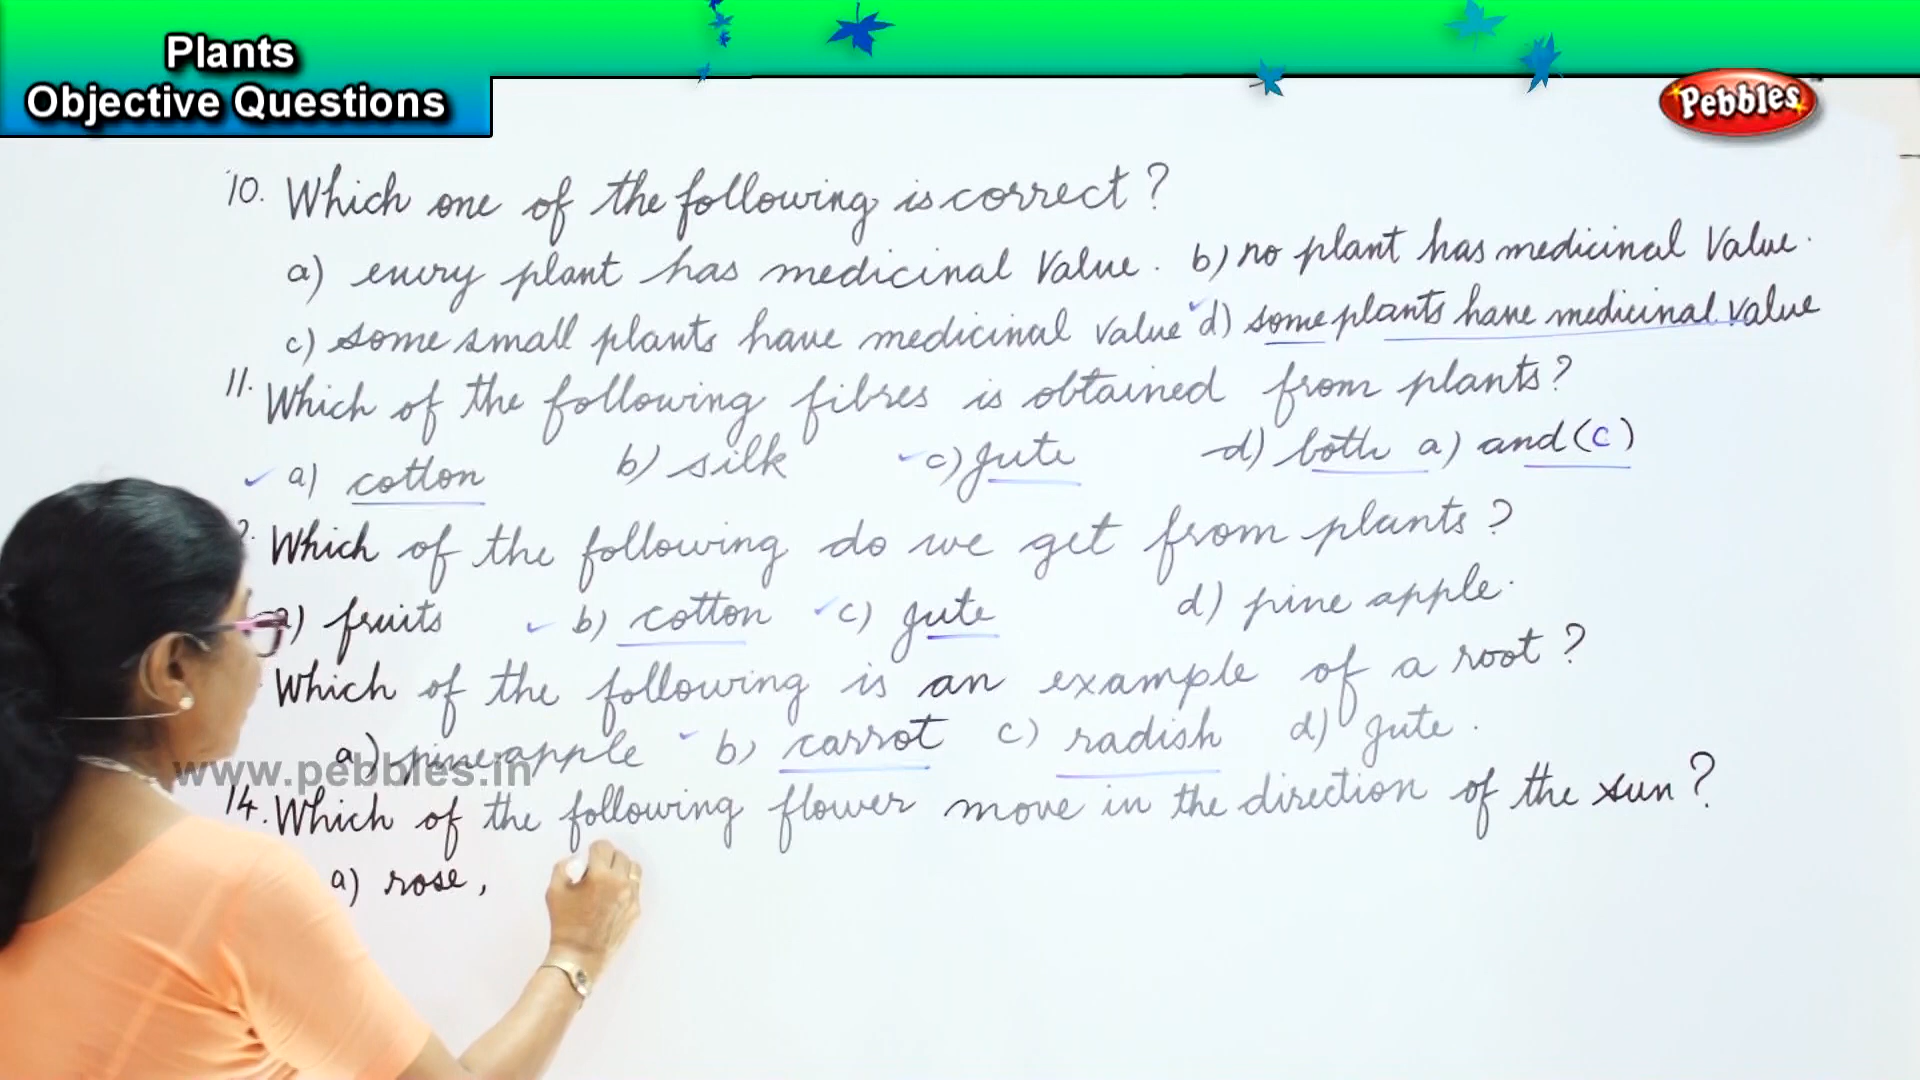 Plants
Objective Questions
Pebbles
10. Which one of the following is correct?
a) every plant has medicinal Value. b) no plant has medicinal Value.
c) some small plants have medicinal value d) some plants have medicinal value
11. Which of the following fibres is obtained from plants?
a) cotton b) silk c) jute d) both a) and (c)
Which of the following do we get from plants?
a) fruits b) cotton c) jute d) pine apple.
Which of the following is an example of a root?
a) pineapple b) carrot c) radish d) jute.
www.pebbles.in
14. Which of the following flower move in the direction of the sun?
a) rose,